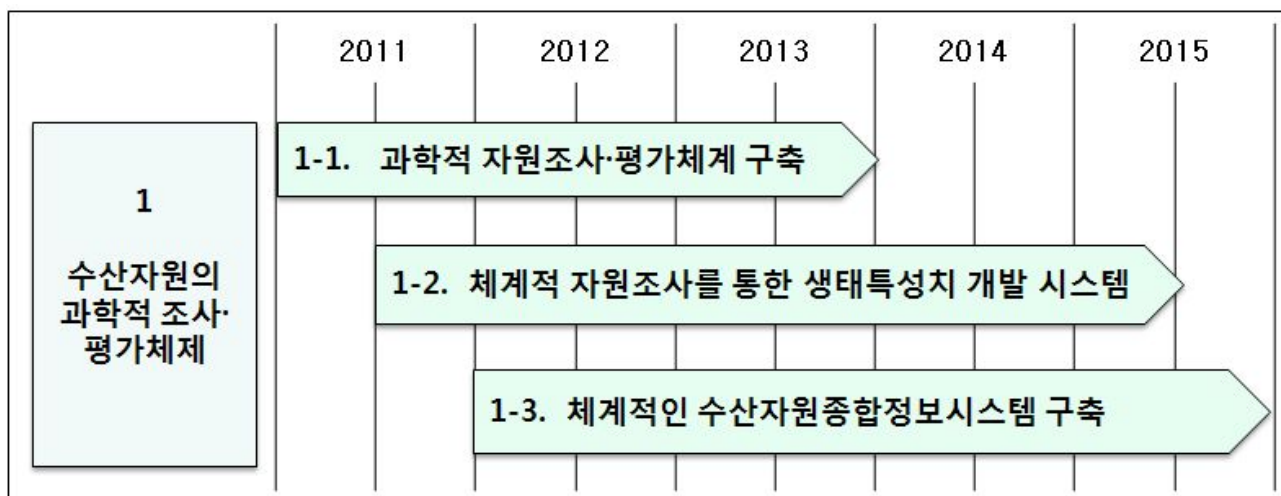 2011 2012 2013 2014 2015
1
수산자원의
과학적 조사·
평가체제
1-1. 과학적 자원조사·평가체계 구축
1-2. 체계적 자원조사를 통한 생태특성치 개발 시스템
1-3. 체계적인 수산자원종합정보시스템 구축